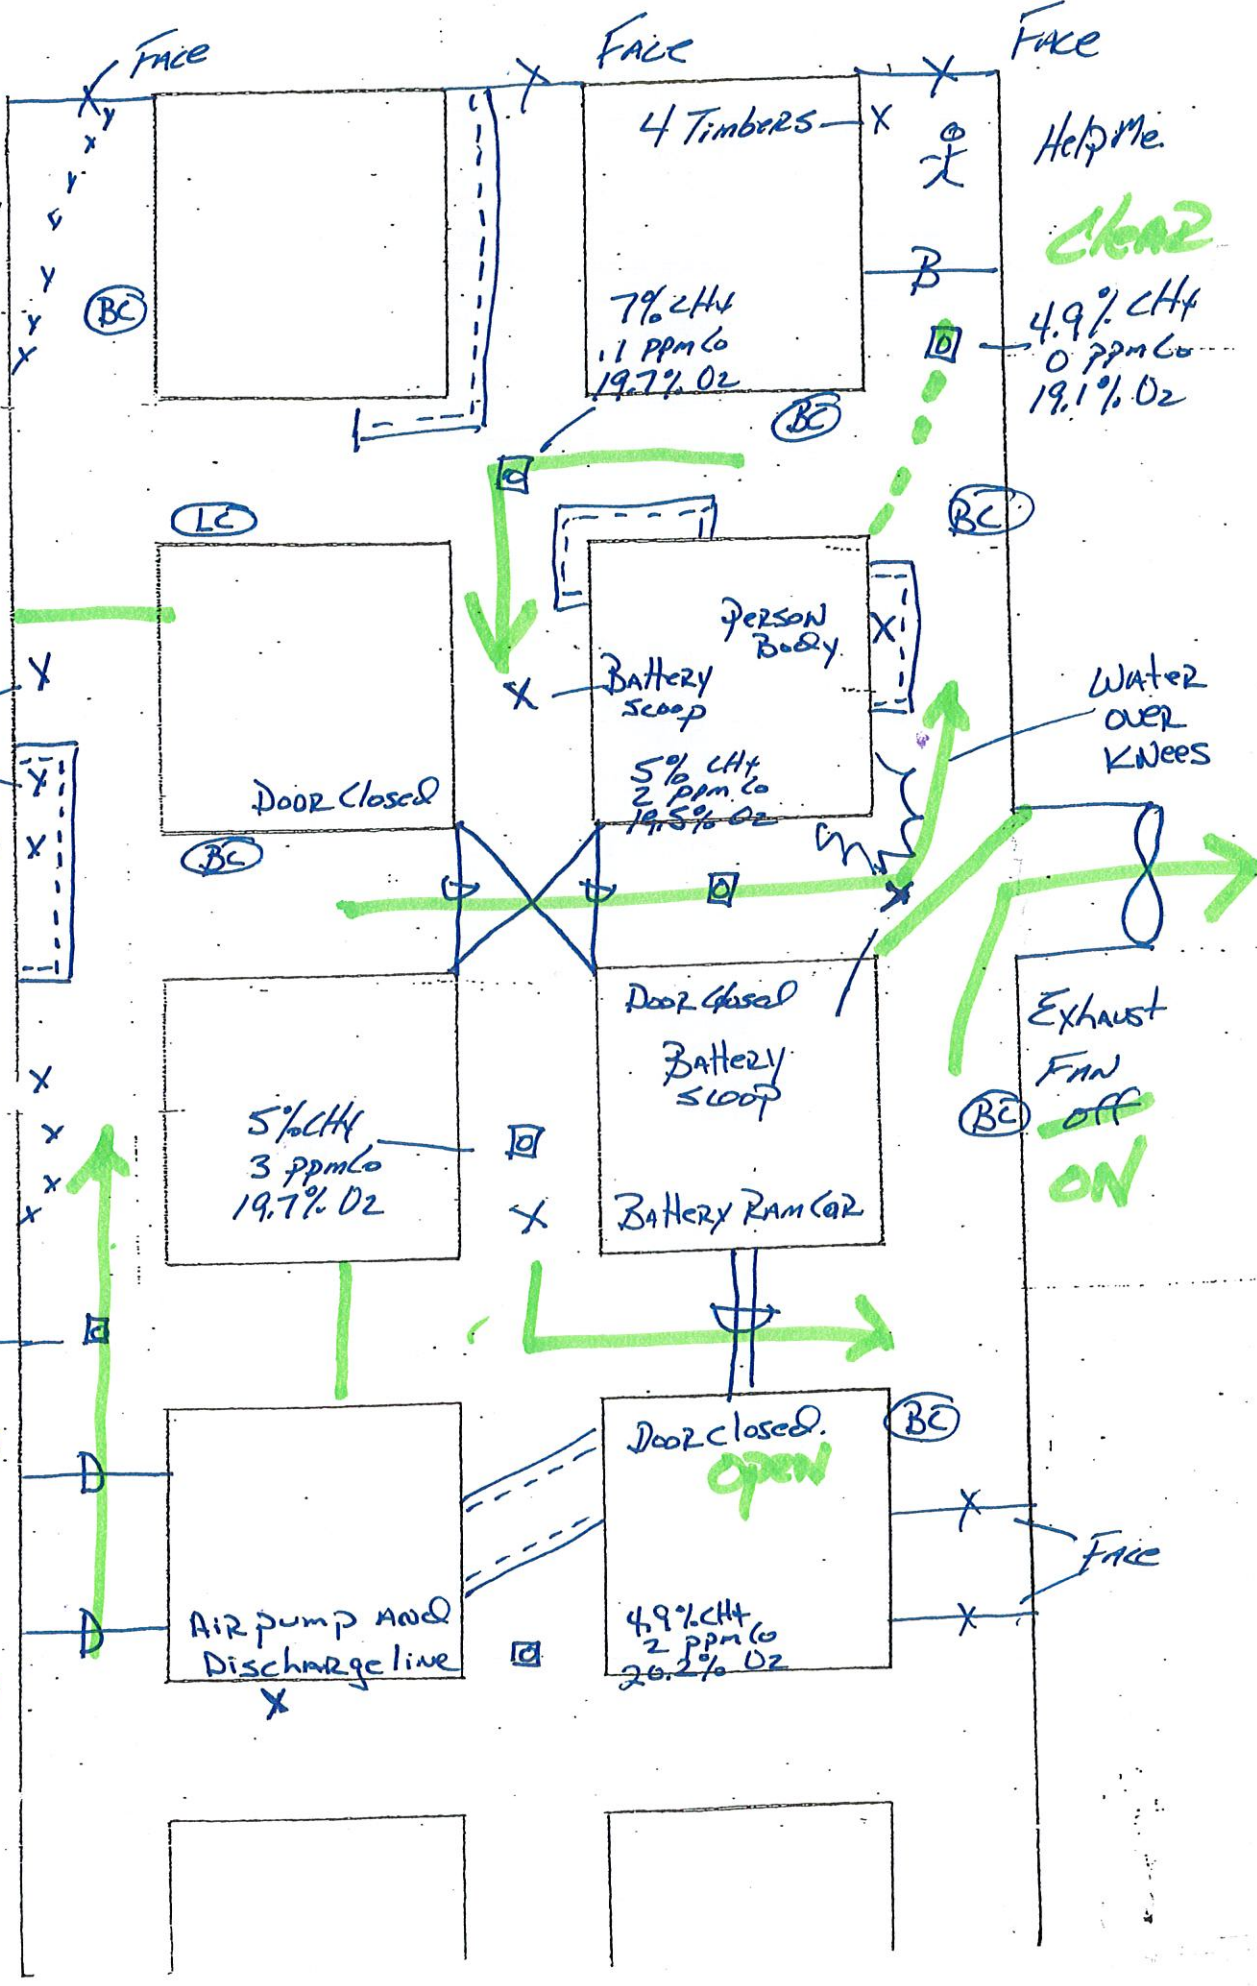 FACE
FACE
FACE
4 Timbers
X
Help Me.
Clear
B
BC
7% CH4
11 ppm Co
19.7% O2
4.9% CH4
0 ppm Co
19.1% O2
BC
LC
BC
Person
Body
X
Battery
scoop
X
Water
over
Knees
5% CH4
2 ppm Co
19.5% O2
Door Closed
BC
X
Door Closed
Battery
scoop
Exhaust
Fan
off
ON
BC
5% CH4
3 ppm Co
19.7% O2
X
Battery Ram Car
Door closed.
OPEN
BC
D
D
X
X
Face
Air pump and
Discharge line
X
4.9% CH4
2 ppm Co
20.2% O2